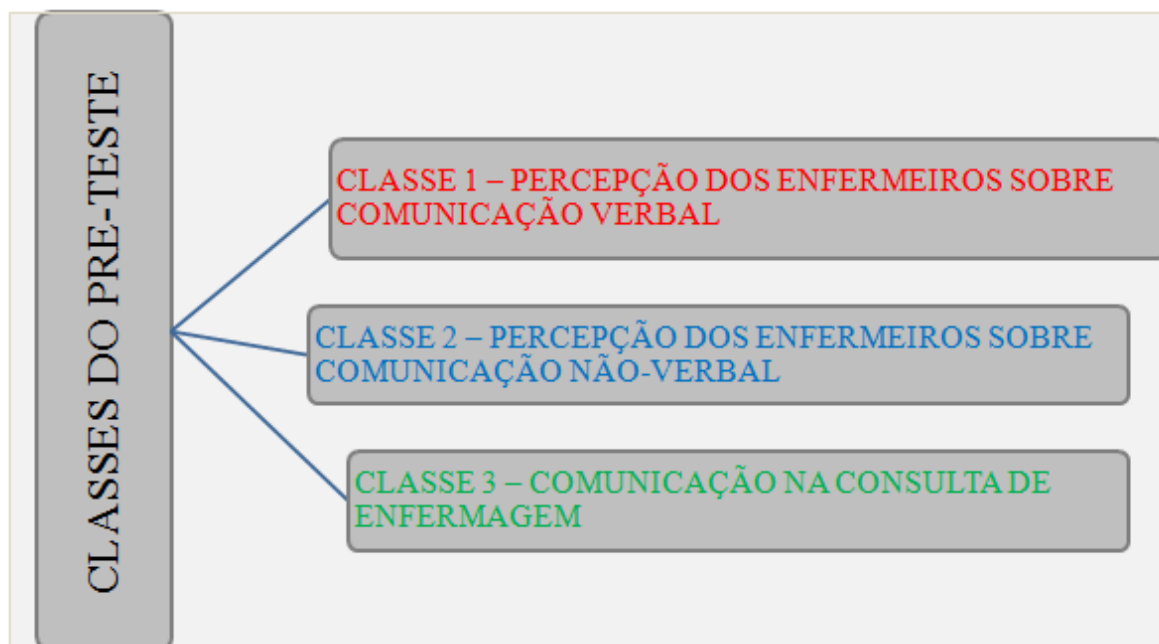 CLASSES DO PRE-TESTE
CLASSE 1 – PERCEPÇÃO DOS ENFERMEIROS SOBRE
COMUNICAÇÃO VERBAL
CLASSE 2 – PERCEPÇÃO DOS ENFERMEIROS SOBRE
COMUNICAÇÃO NÃO-VERBAL
CLASSE 3 – COMUNICAÇÃO NA CONSULTA DE
ENFERMAGEM